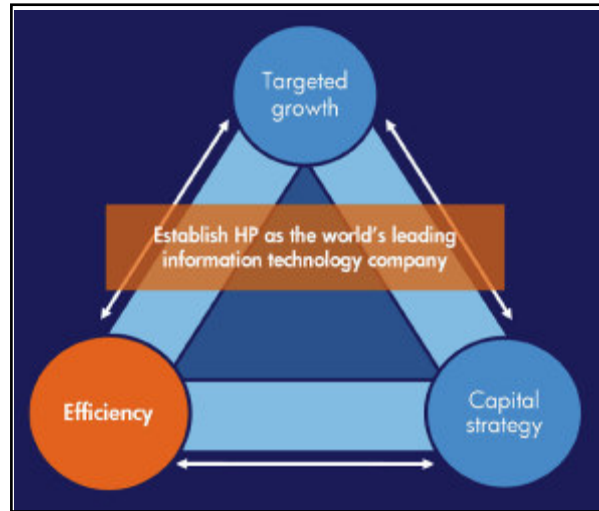 Targeted
growth
Establish HP as the world's leading
information technology company
Efficiency
Capital
strategy